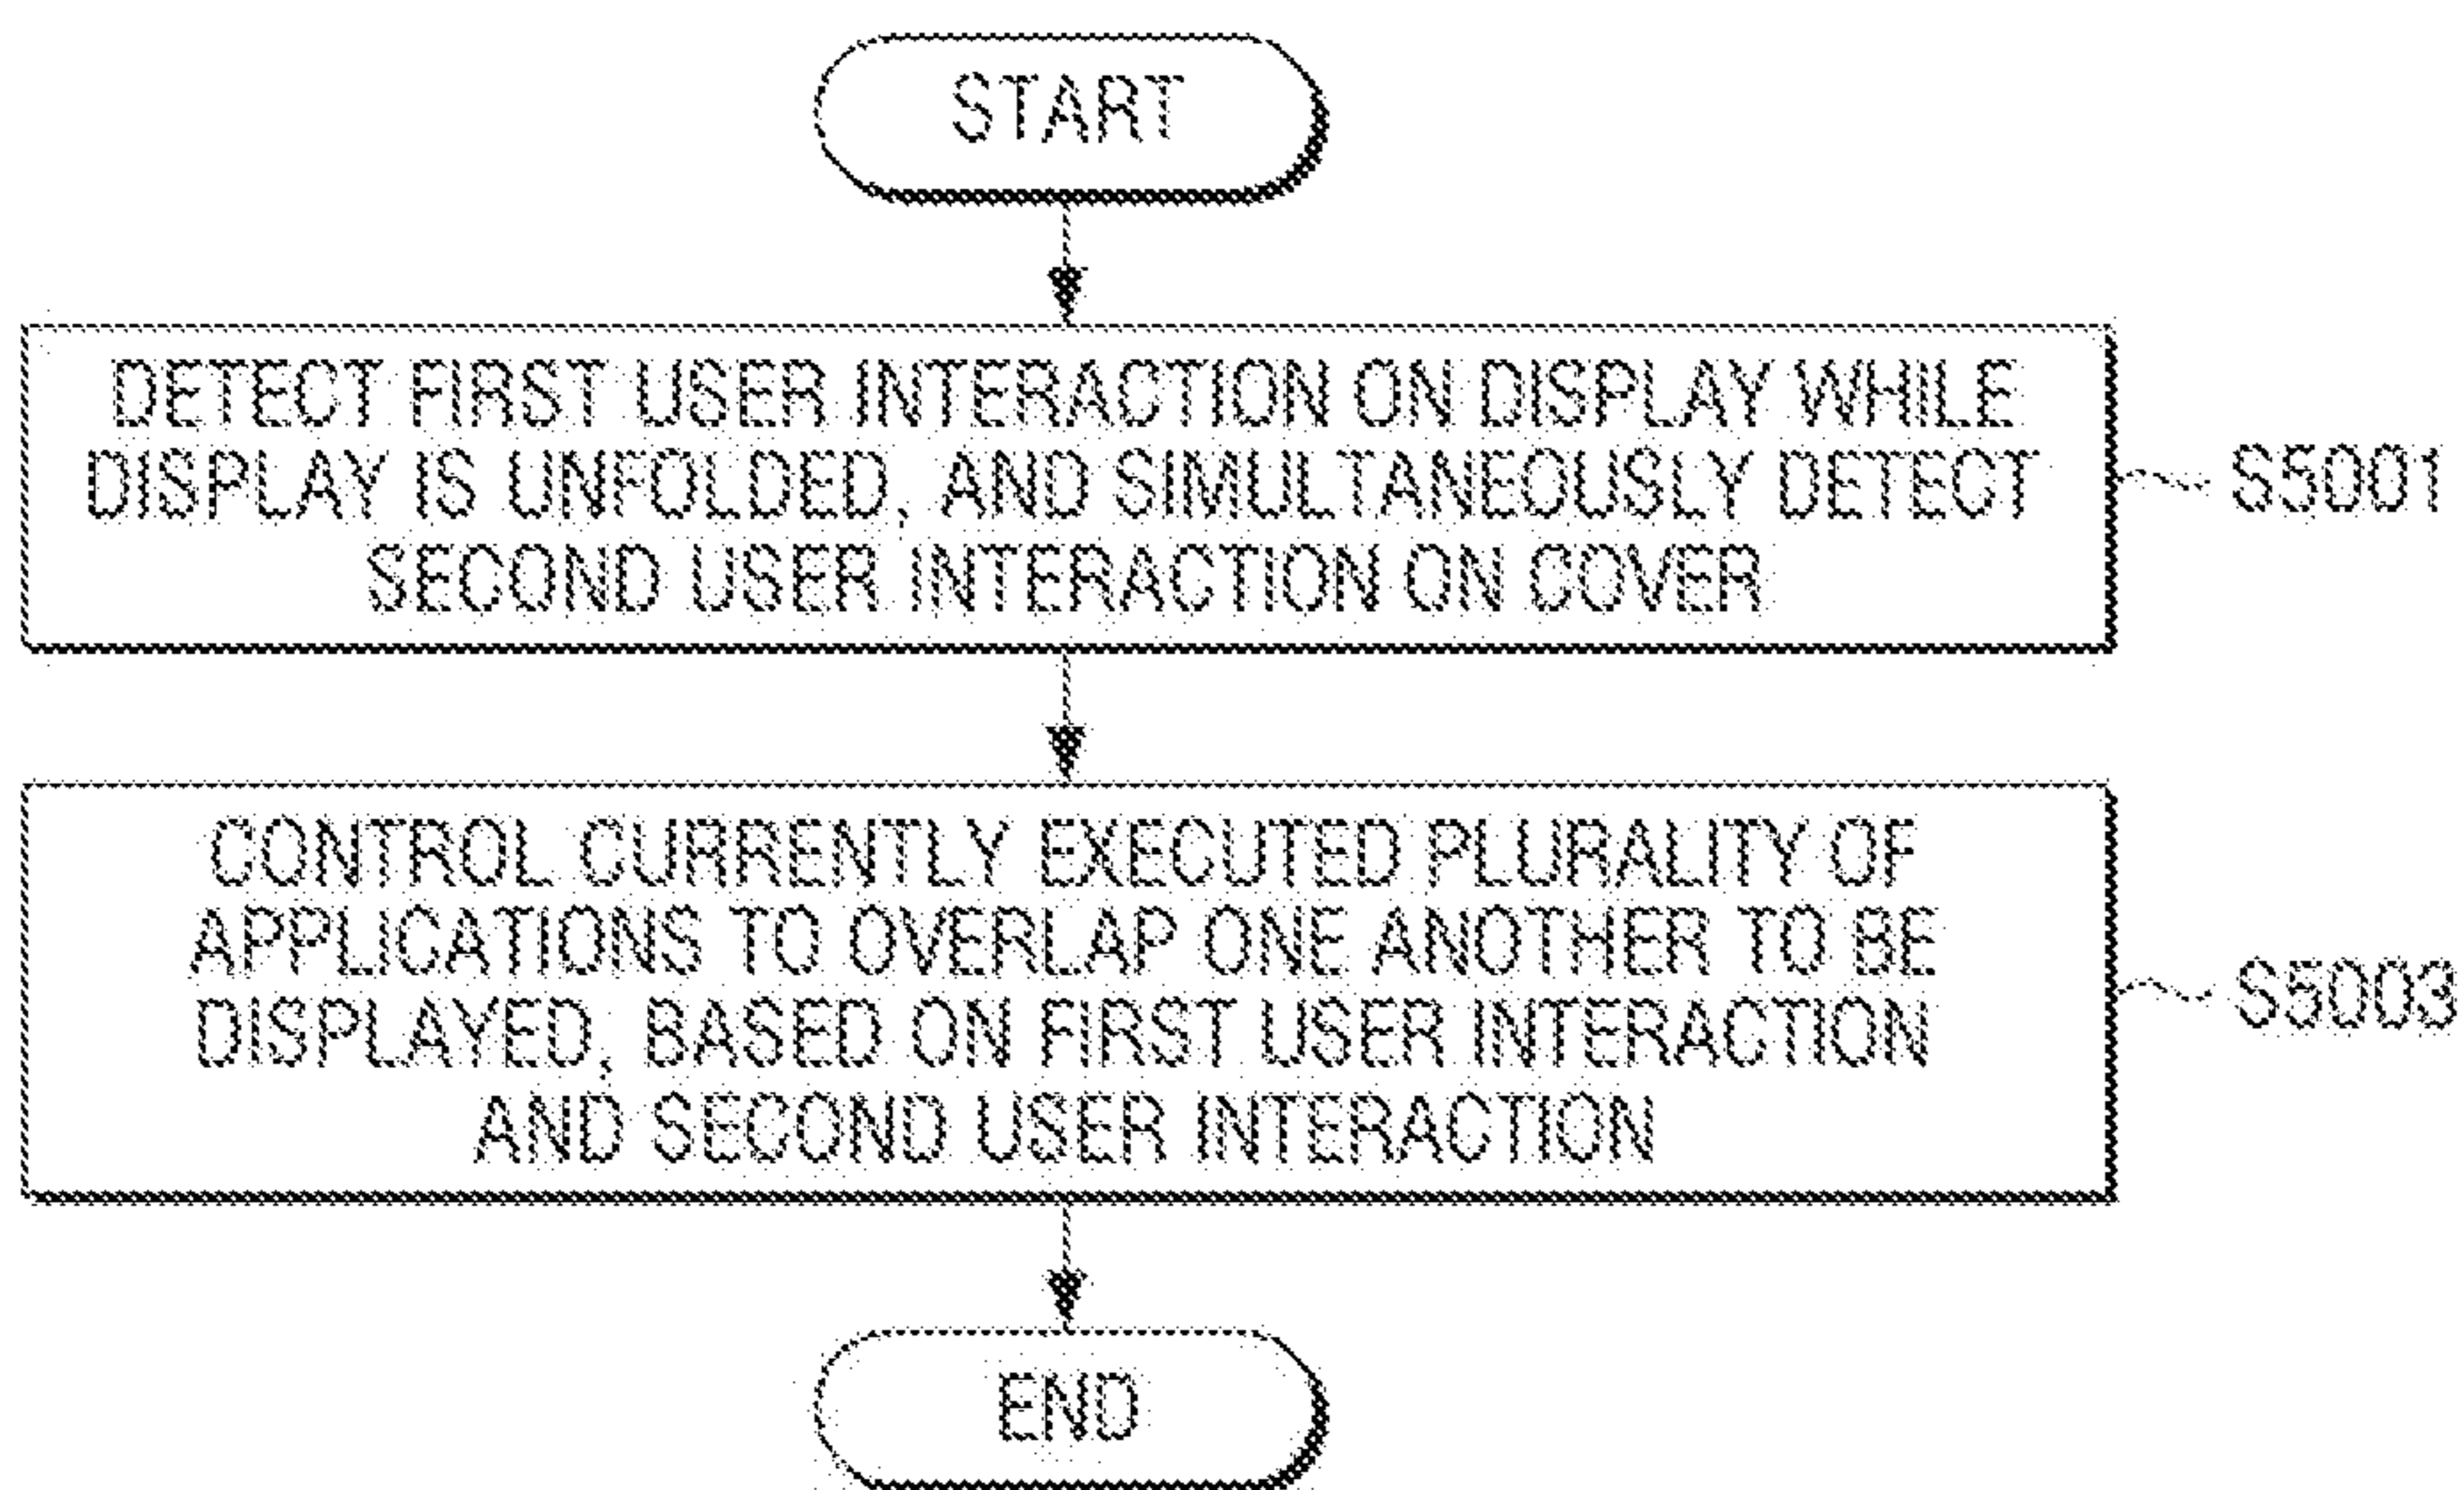 START
DETECT FIRST USER INTERACTION ON DISPLAY WHILE
DISPLAY IS UNFOLDED, AND SIMULTANEOUSLY DETECT
SECOND USER INTERACTION ON COVER
S5001
CONTROL CURRENTLY EXECUTED PLURALITY OF
APPLICATIONS TO OVERLAP ONE ANOTHER TO BE
DISPLAYED, BASED ON FIRST USER INTERACTION
AND SECOND USER INTERACTION
S5003
END